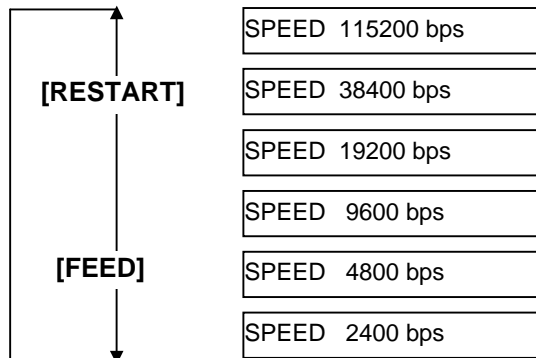 SPEED 115200 bps
[RESTART]
SPEED 38400 bps
SPEED 19200 bps
SPEED 9600 bps
[FEED]
SPEED 4800 bps
SPEED 2400 bps